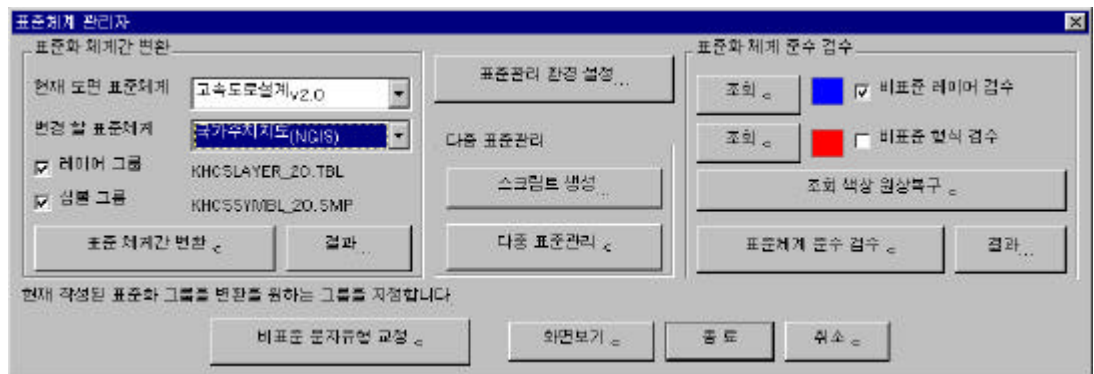 표준체계 관리자
표준화 체계간 변환
현재 도면 표준체계 고속도로설계v2.0
변경 할 표준체계 국가수치지도(NGIS)
레이어 그룹 KHCSLAYER_20.TBL
심볼 그룹 KHCSSYMBL_20.SMP
표준 체계간 변환 c 결과...
표준관리 환경 설정...
다중 표준관리
스크립트 생성...
다중 표준관리 c
표준화 체계 준수 검수
조회 c 비표준 레이어 검수
조회 c 비표준 형식 검수
조회 색상 원상복구 c
표준체계 준수 검수 c 결과...
현재 작성된 표준화 그룹를 변환를 원하는 그룹를 지정합니다
비표준 문자유형 교정 c 화면보기 c 종료 취소 c